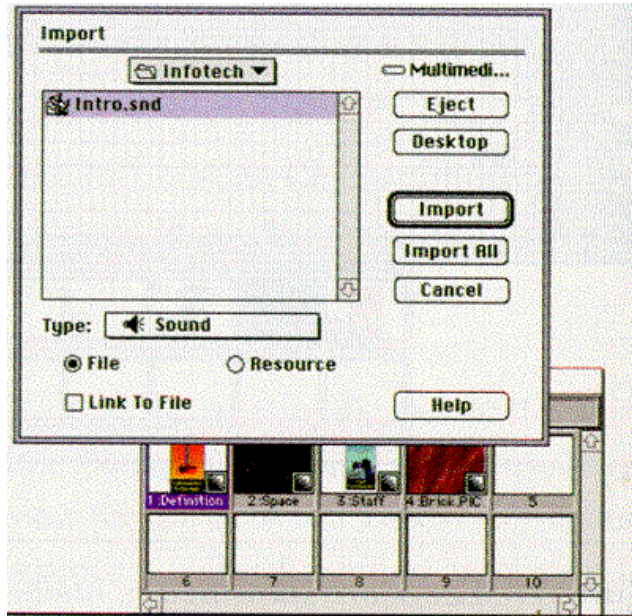 Import
Infotech
Multimedi...
Intro.snd
Eject
Desktop
Import
Import All
Cancel
Type: Sound
File
Resource
Link To File
Help
1 :Definition
2 :Space
3 :Staff
4 :Brick.PIC
5
6
7
8
9
10